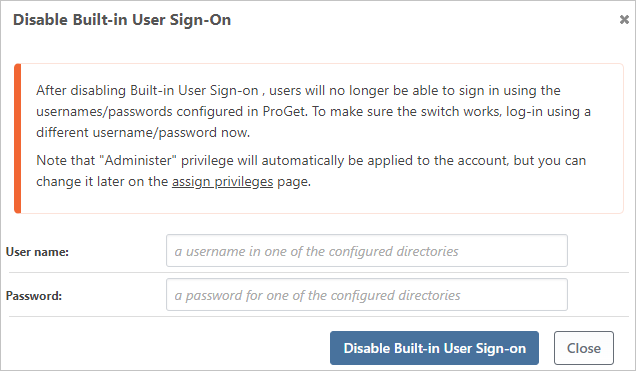 Disable Built-in User Sign-On
After disabling Built-in User Sign-on , users will no longer be able to sign in using the
usernames/passwords configured in ProGet. To make sure the switch works, log-in using a
different username/password now.
Note that "Administer" privilege will automatically be applied to the account, but you can
change it later on the assign privileges page.
User name:
a username in one of the configured directories
Password:
a password for one of the configured directories
Disable Built-in User Sign-on
Close